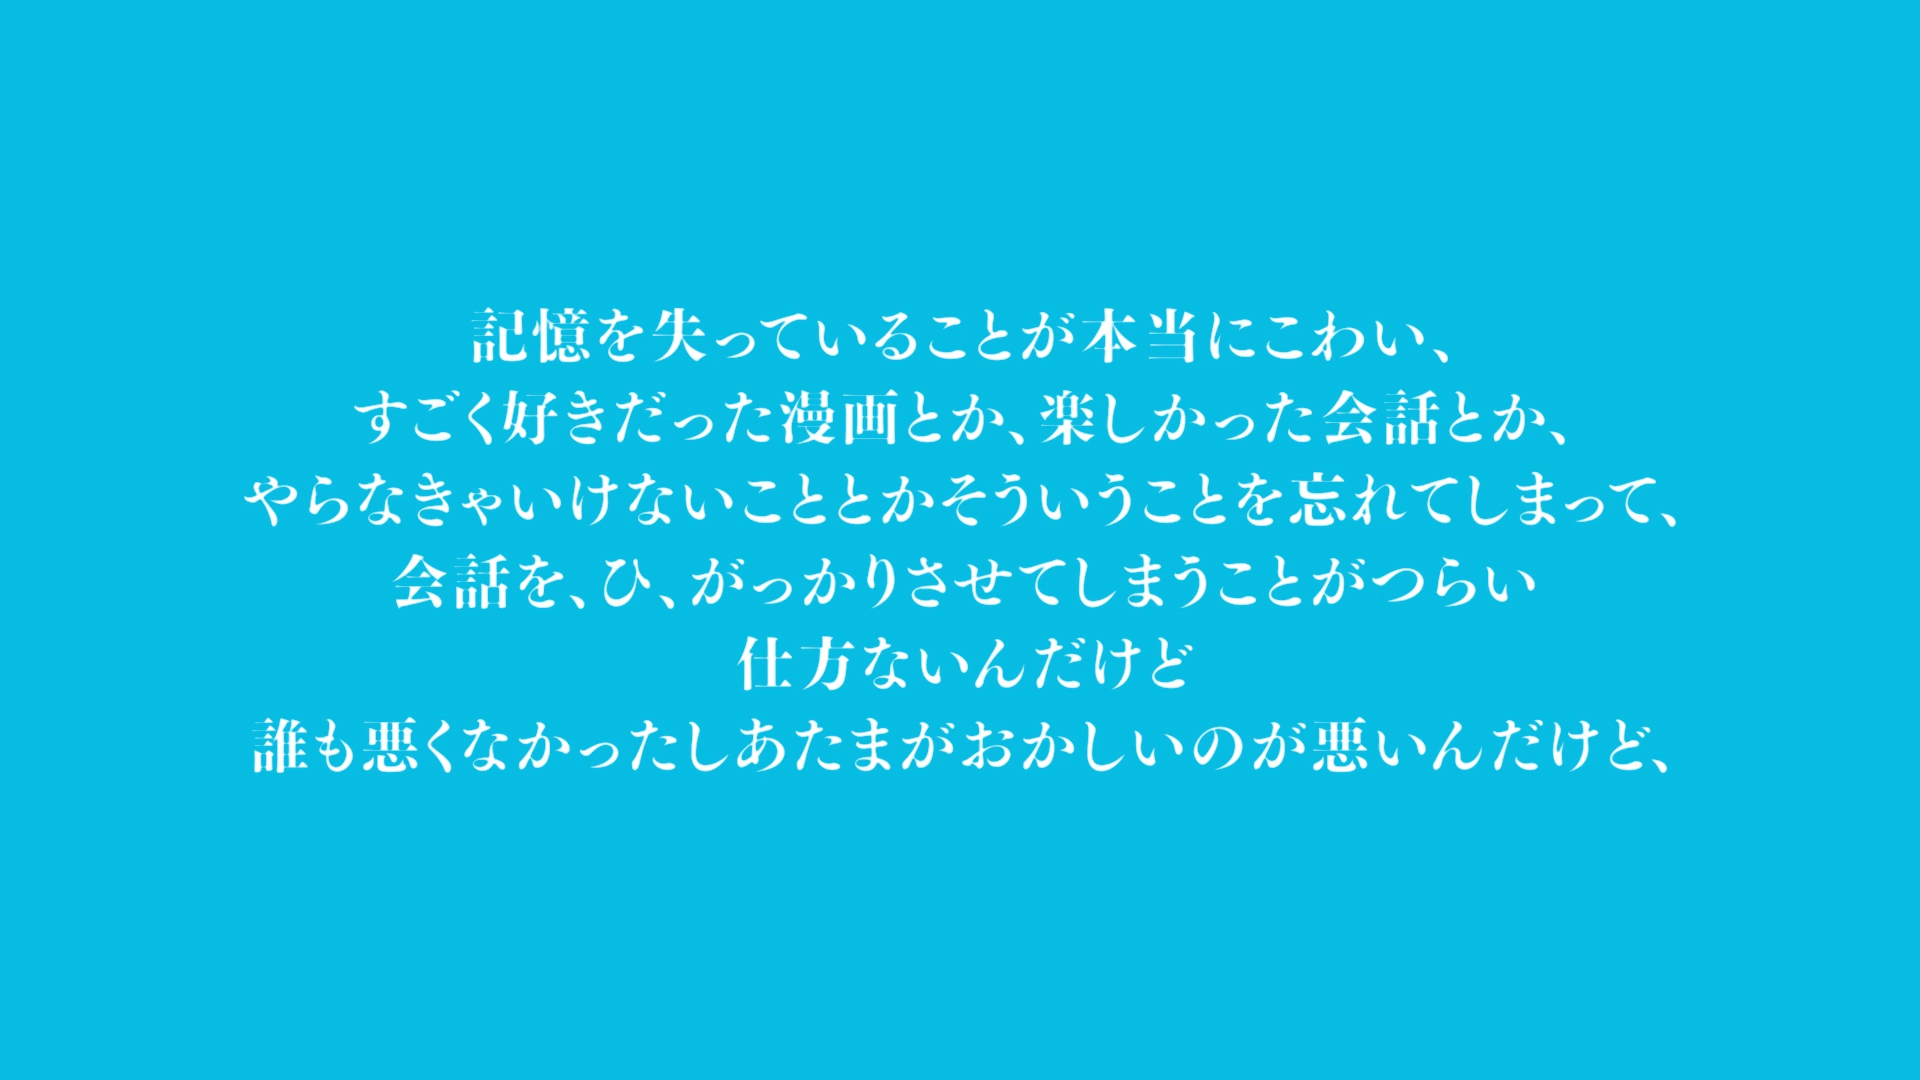 記憶を失っていることが本当にこわい、
すごく好きだった漫画とか、楽しかった会話とか、
やらなきゃいけないこととかそういうことを忘れてしまって、
会話を、ひ、がっかりさせてしまうことがつらい
仕方ないんだけど
誰も悪くなかったしあたまがおかしいのが悪いんだけど、